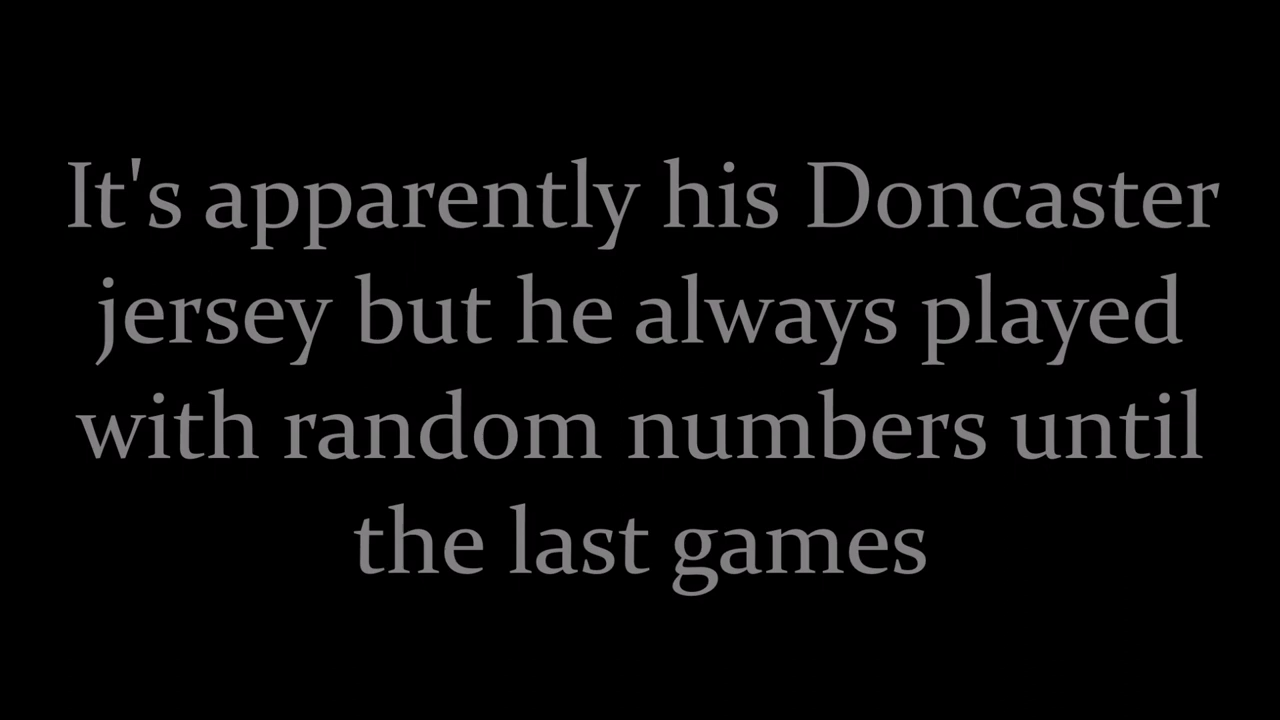 It's apparently his Doncaster
jersey but he always played
with random numbers until
the last games